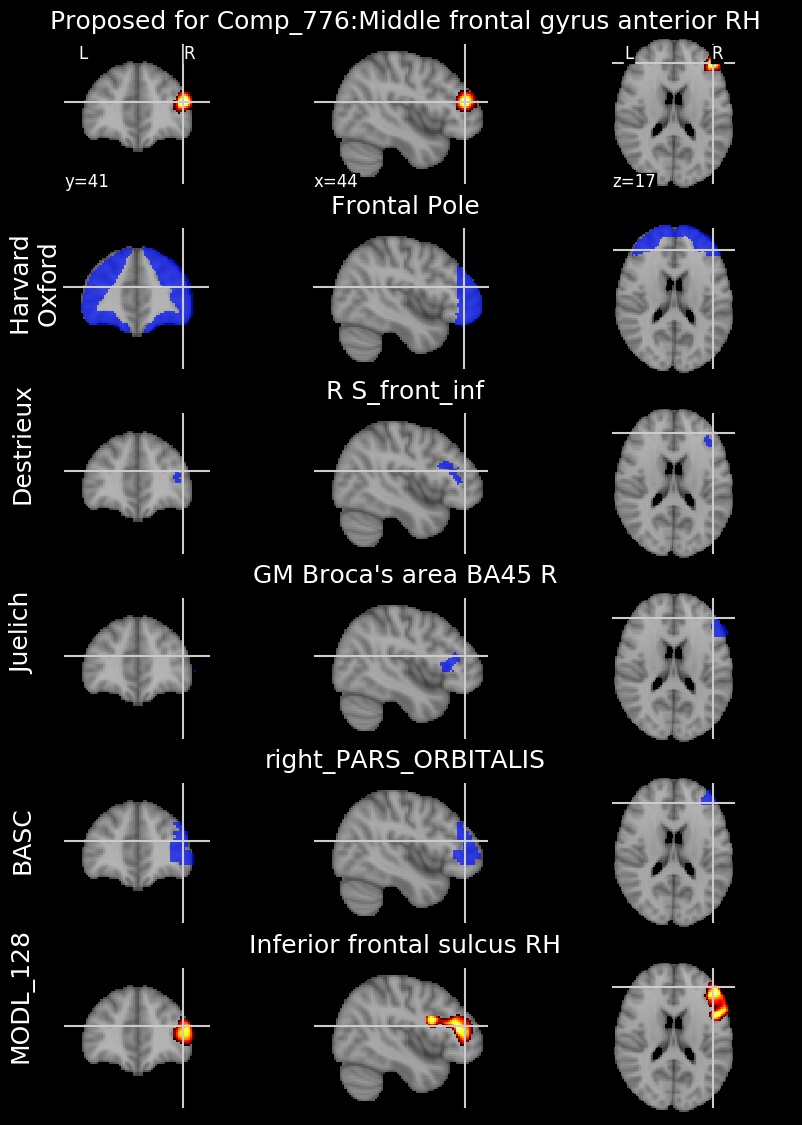 Proposed for Comp_776:Middle frontal gyrus anterior RH
L R L R
y=41 x=44 z=17
Frontal Pole
Harvard
Oxford
R S_front_inf
Destrieux
GM Broca's area BA45 R
Juelich
right_PARS_ORBITALIS
BASC
Inferior frontal sulcus RH
MODL_128